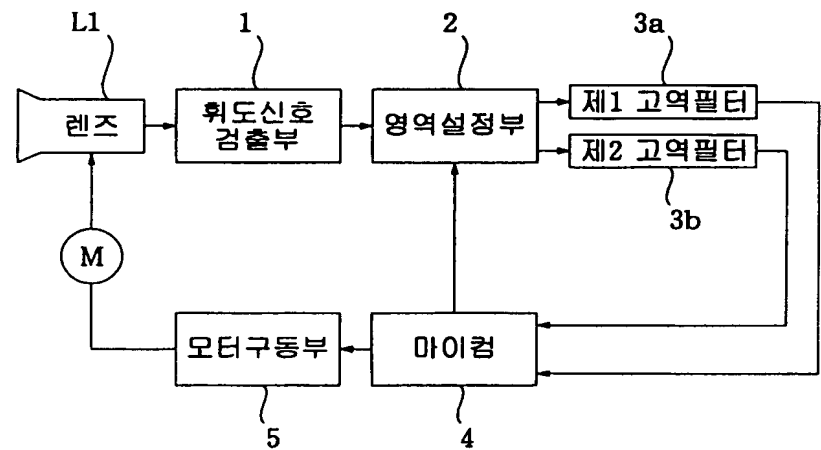 L1
1
2
3a
렌즈
휘도신호
검출부
영역설정부
제1 고역필터
제2 고역필터
3b
M
모터구동부
마이컴
5
4